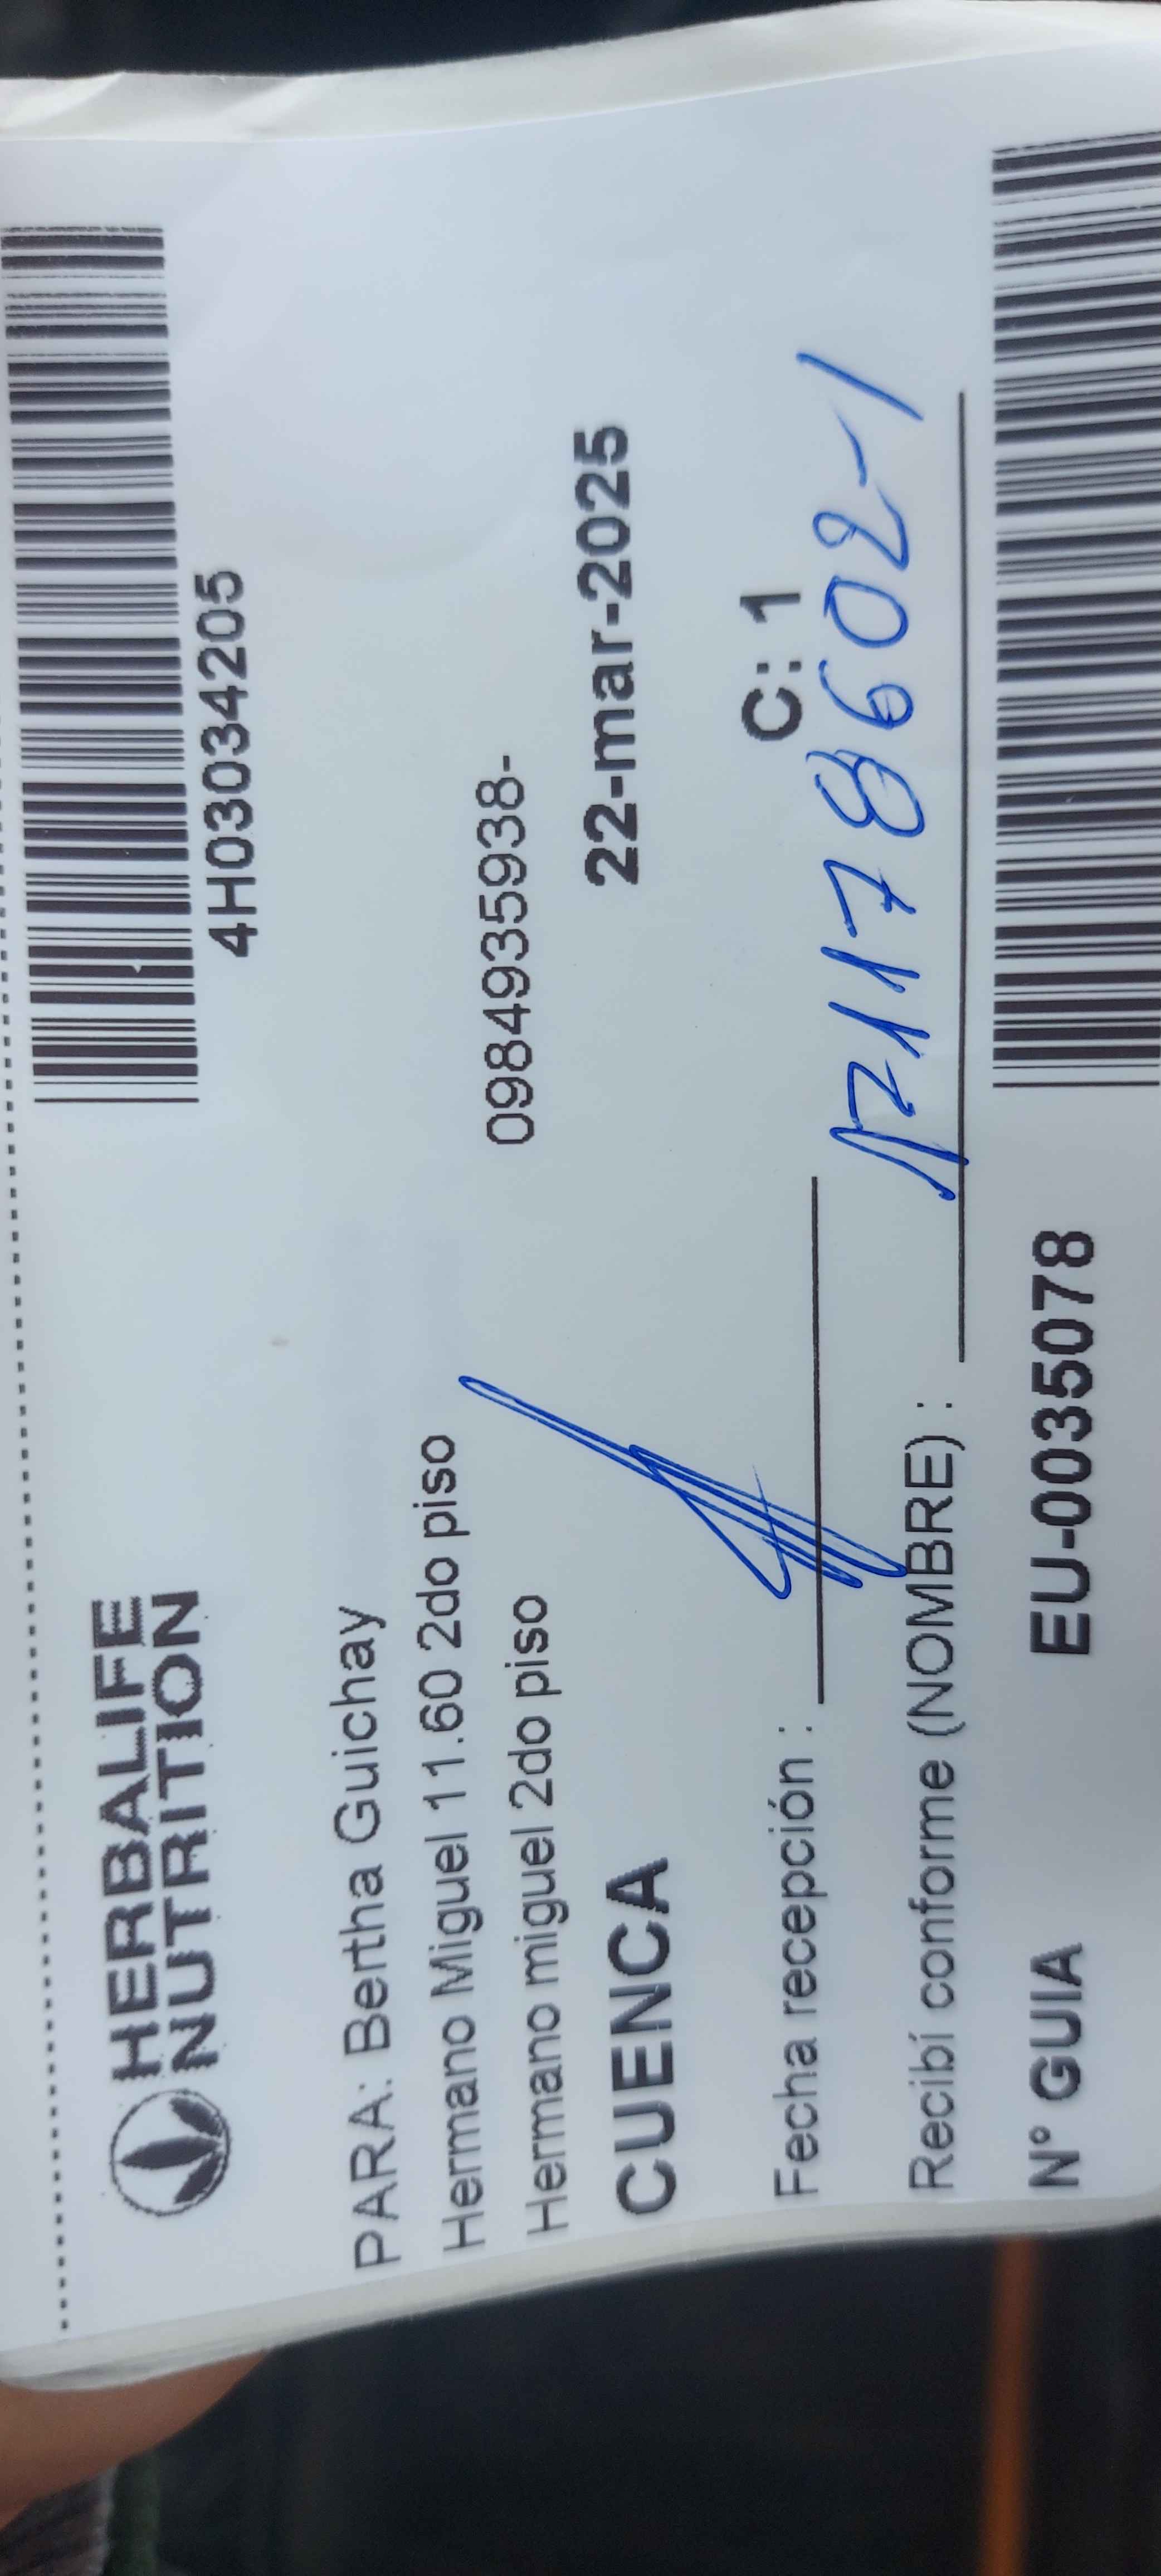 HERBALIFE
NUTRITION
4H03034205
PARA: Bertha Guichay
Hermano Miguel 11.60 2do piso
0984935938-
Hermano miguel 2do piso
CUENCA
22-mar-2025
C: 1
Fecha recepción :
Recibí conforme (NOMBRE) :
N° GUIA
EU-0035078